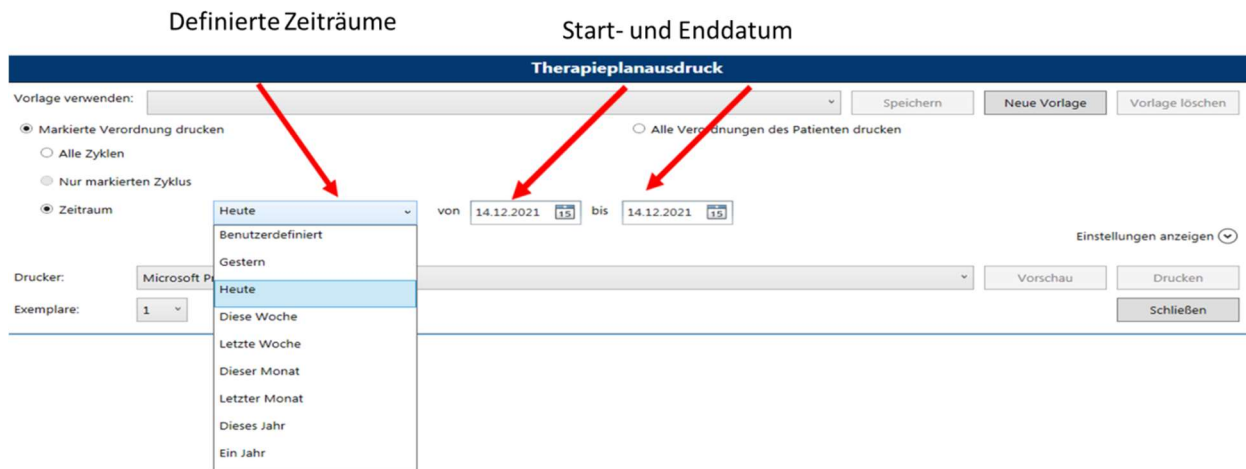 Definierte Zeiträume
Start- und Enddatum
Therapieplanausdruck
Vorlage verwenden: Speichern Neue Vorlage Vorlage löschen
Markierte Verordnung drucken Alle Verordnungen des Patienten drucken
Alle Zyklen
Nur markierten Zyklus
Zeitraum Heute von 14.12.2021 15 bis 14.12.2021 15
Benutzerdefiniert
Einstellungen anzeigen
Gestern
Drucker: Microsoft Vorschau Drucken
Heute
Exemplare: 1 Schließen
Diese Woche
Letzte Woche
Dieser Monat
Letzter Monat
Dieses Jahr
Ein Jahr